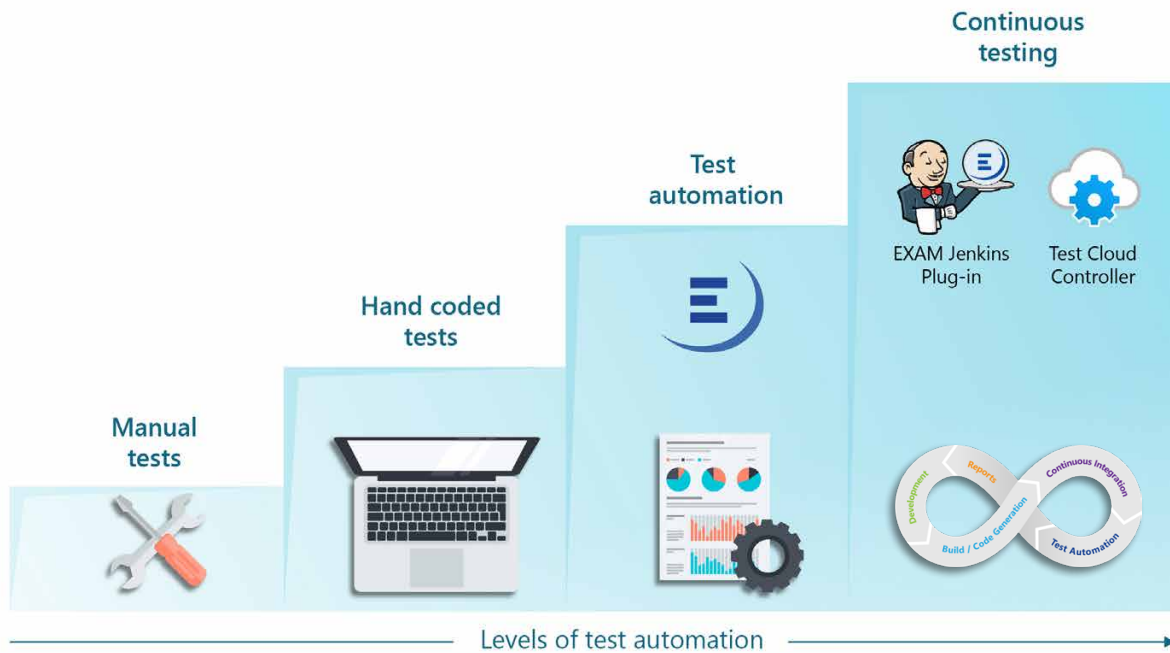 Continuous
testing
Test
automation
EXAM Jenkins
Plug-in
Test Cloud
Controller
Hand coded
tests
Manual
tests
Development
Reports
Build / Code Generation
Continuous Integration
Test Automation
Levels of test automation